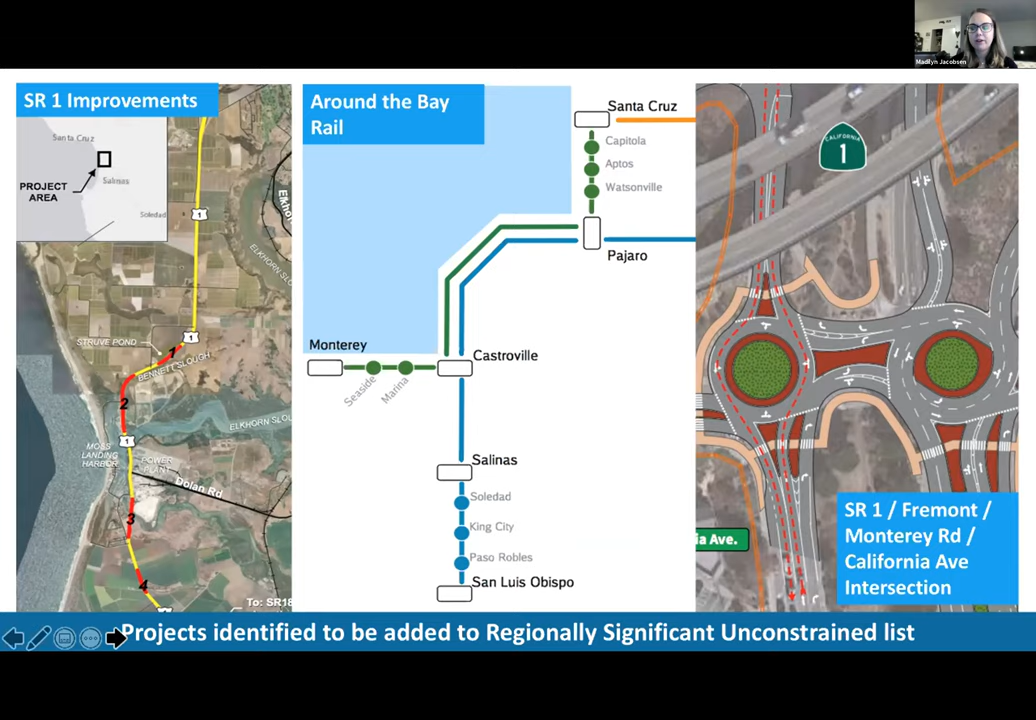 Madilyn Jacobsen
SR 1 Improvements
Santa Cruz
PROJECT
AREA
Salinas
Soledad
1
1
STRUVE POND
1
BENNETT SLOUGH
2
1
ELKHORN
MOSS
LANDING
HARBOR
POWER
PLANT
Dolan Rd
3
4
To: SR18
Around the Bay
Rail
Santa Cruz
Capitola
Aptos
Watsonville
Pajaro
Monterey
Seaside
Marina
Castroville
Salinas
Soledad
King City
Paso Robles
San Luis Obispo
CALIFORNIA
1
ia Ave.
SR 1 / Fremont /
Monterey Rd /
California Ave
Intersection
Projects identified to be added to Regionally Significant Unconstrained list